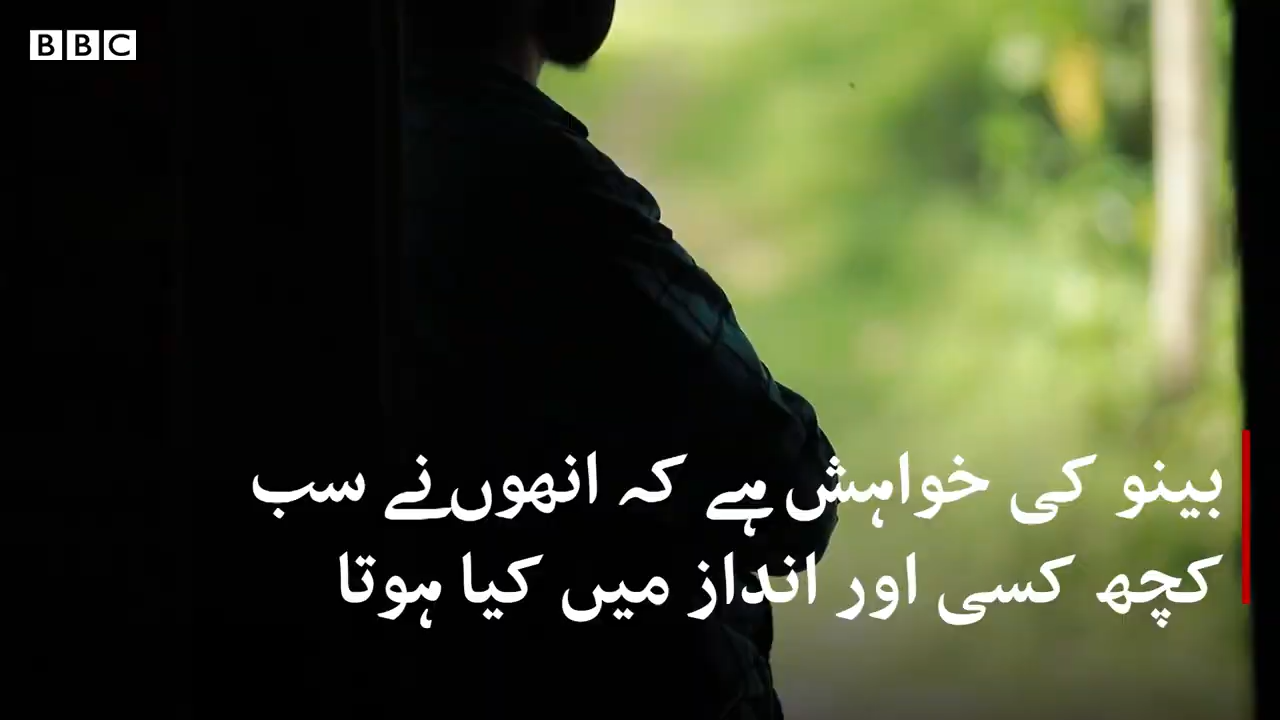 BBC
بینو کی خواہش ہے کہ انھوں نے سب
کچھ کسی اور انداز میں کیا ہوتا